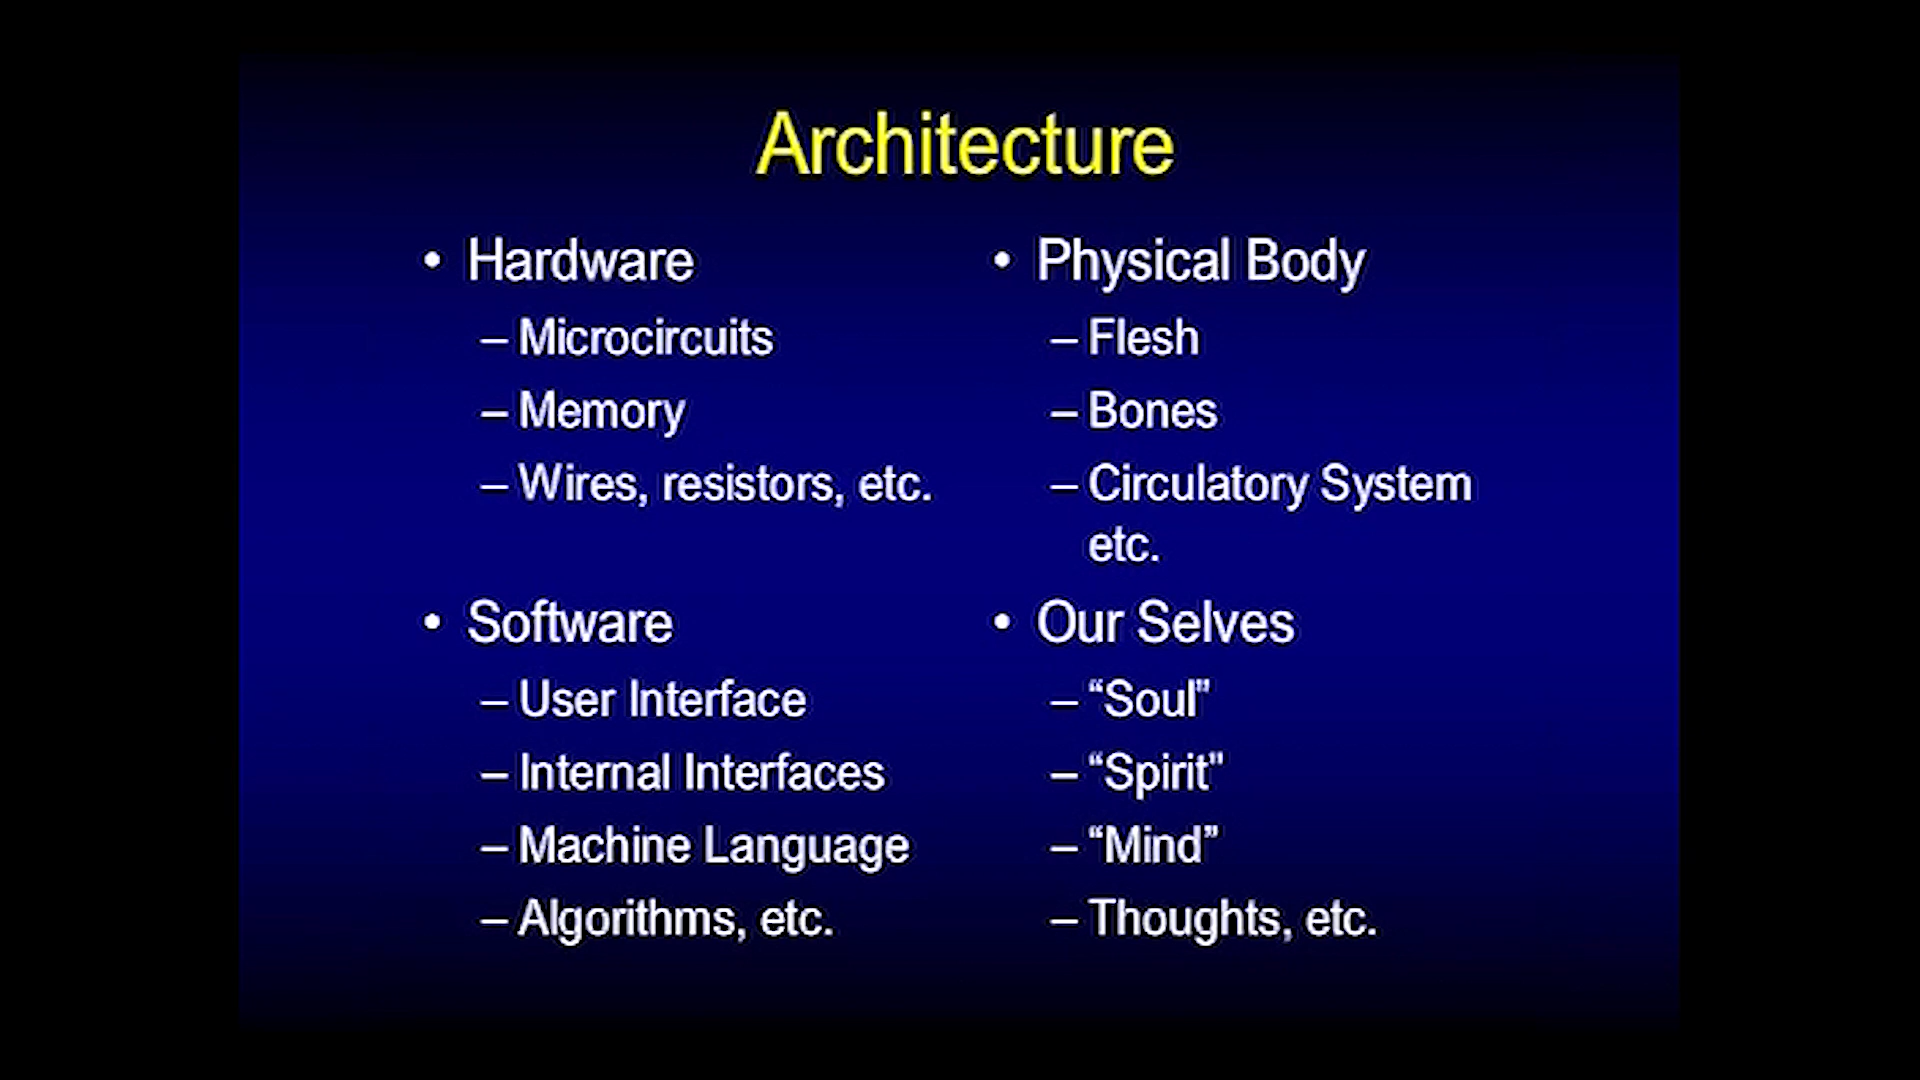 Architecture
• Hardware
– Microcircuits
– Memory
– Wires, resistors, etc.
• Software
– User Interface
– Internal Interfaces
– Machine Language
– Algorithms, etc.
• Physical Body
– Flesh
– Bones
– Circulatory System
etc.
• Our Selves
– “Soul”
– “Spirit”
– “Mind”
– Thoughts, etc.